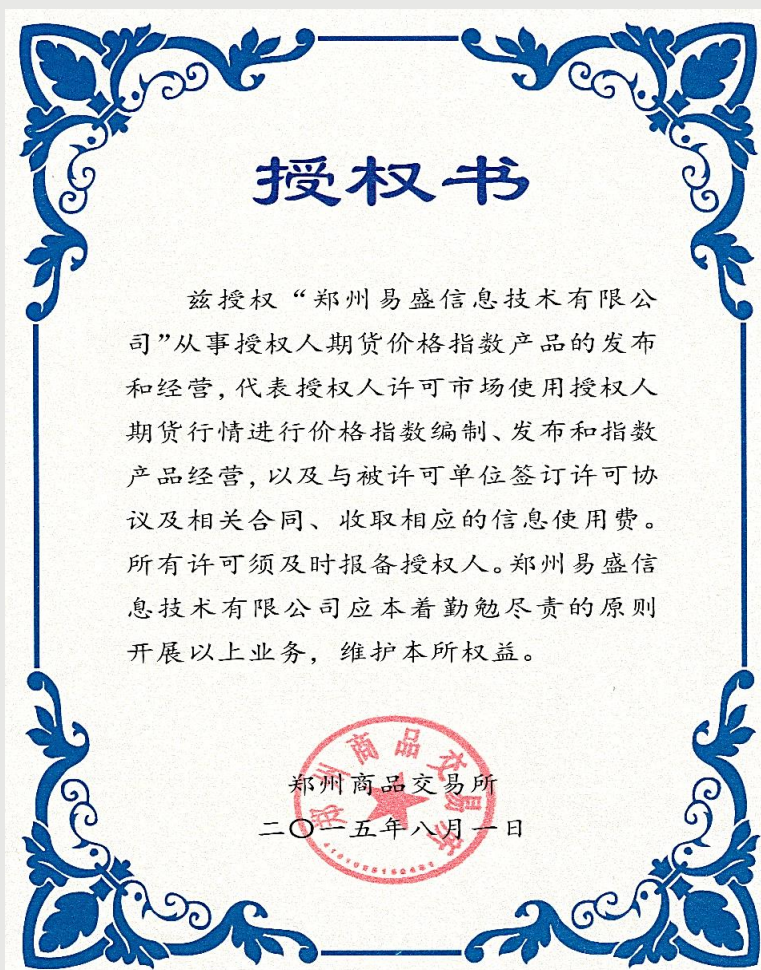 授权书
兹授权“郑州易盛信息技术有限公
司”从事授权人期货价格指数产品的发布
和经营,代表授权人许可市场使用授权人
期货行情进行价格指数编制、发布和指数
产品经营,以及与被许可单位签订许可协
议及相关合同、收取相应的信息使用费。
所有许可须及时报备授权人。郑州易盛信
息技术有限公司应本着勤勉尽责的原则
开展以上业务，维护本所权益。
郑州商品交易所
郑州商品交易所
二〇一五年八月一日